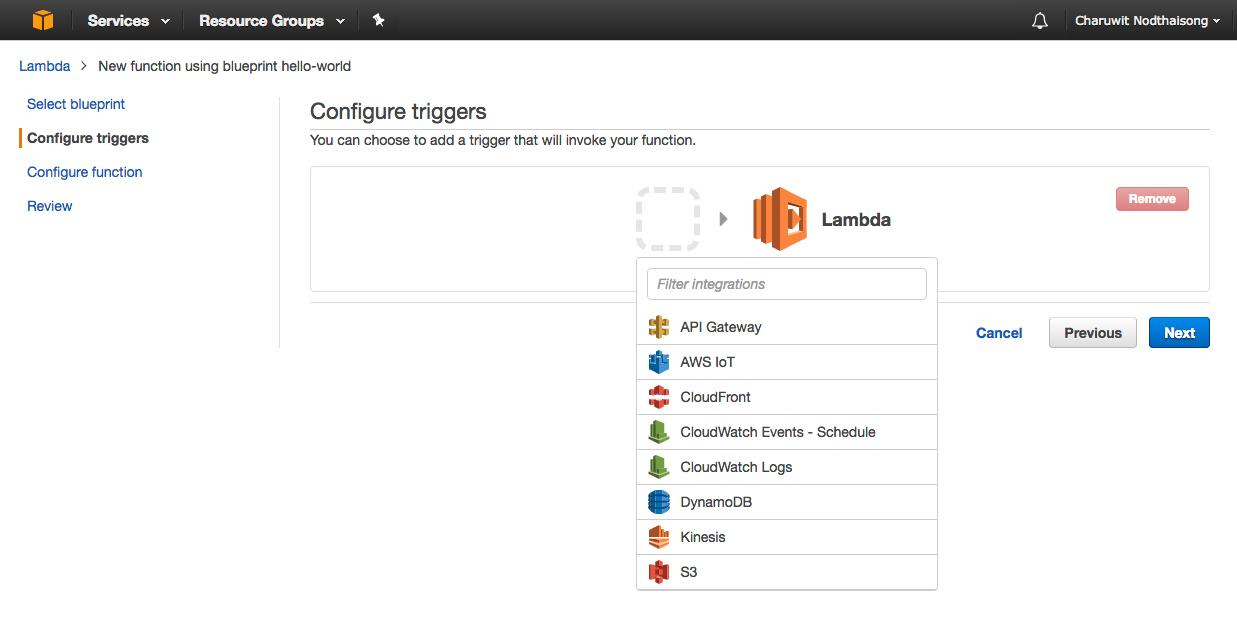 Services Resource Groups Charuwit Nodthaisong
Lambda > New function using blueprint hello-world
Select blueprint
Configure triggers
Configure function
Review
Configure triggers
You can choose to add a trigger that will invoke your function.
Lambda
Remove
Filter integrations
API Gateway
AWS IoT
CloudFront
CloudWatch Events - Schedule
CloudWatch Logs
DynamoDB
Kinesis
S3
Cancel Previous Next